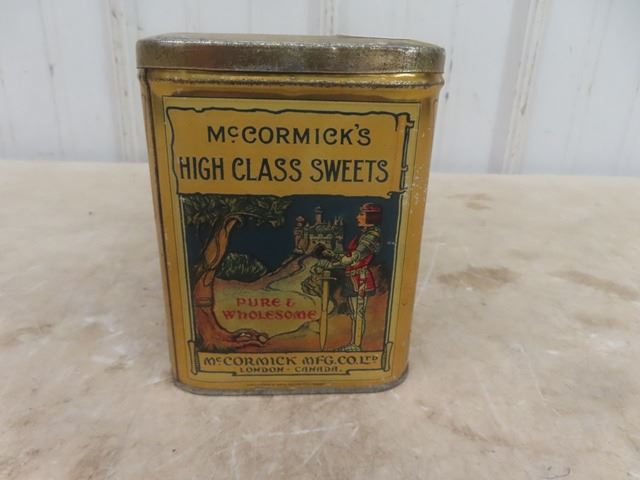 McCORMICK'S
HIGH CLASS SWEETS
PURE &
WHOLESOME
McCORMICK MFG. CO. LTD
LONDON - CANADA.